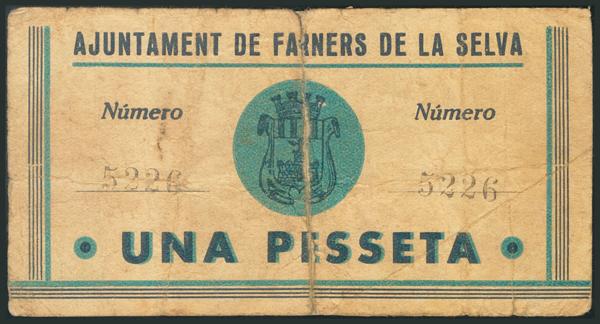 AJUNTAMENT DE FARNERS DE LA SELVA
Número Número
5226 5226
UNA PESSETA